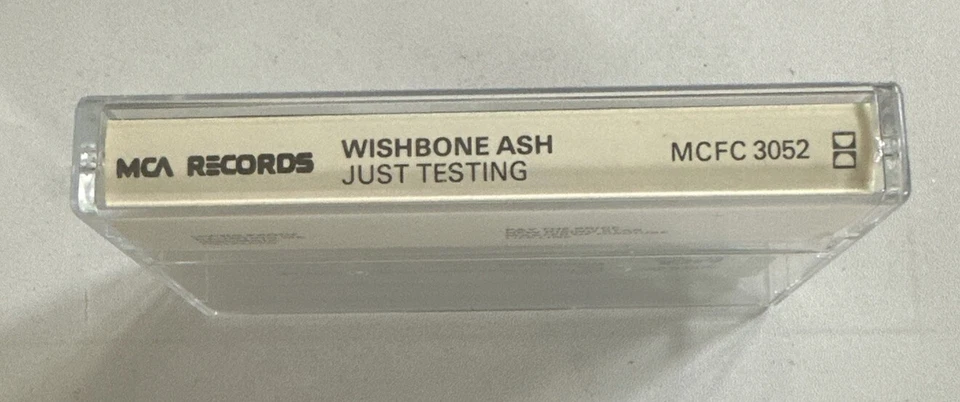 MCA RECORDS
WISHBONE ASH
JUST TESTING
MCFC 3052